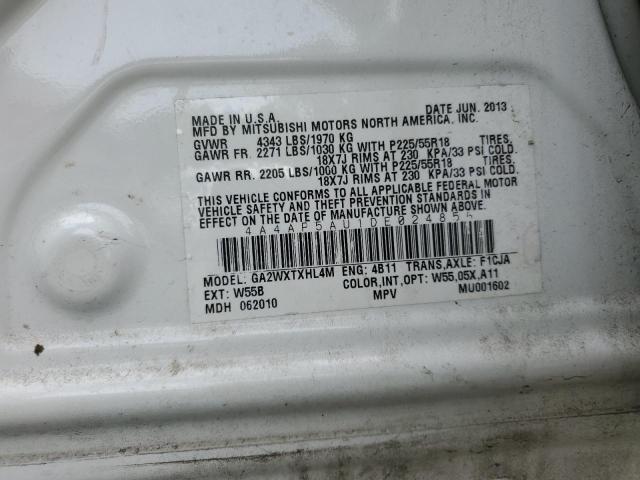 MADE IN U.S.A. DATE JUN. 2013
MFD BY MITSUBISHI MOTORS NORTH AMERICA, INC.
GVWR 4343 LBS/1970 KG
GAWR FR. 2271 LBS/1030 KG WITH P225/55R18 TIRES,
18X7J RIMS AT 230 KPA/33 PSI COLD.
GAWR RR. 2205 LBS/1000 KG WITH P225/55R18 TIRES,
18X7J RIMS AT 230 KPA/33 PSI COLD.
THIS VEHICLE CONFORMS TO ALL APPLICABLE FEDERAL MOTOR
VEHICLE SAFETY AND THEFT PREVENTION STANDARDS IN
EFFECT ON THE DATE OF MANUFACTURE SHOWN ABOVE.
MODEL: GA2WXTXHL4M ENG: 4B11 TRANS,AXLE: F1CJA
EXT: W55B COLOR,INT,OPT: W55,05X,A11
MDH 062010 MPV MU001602